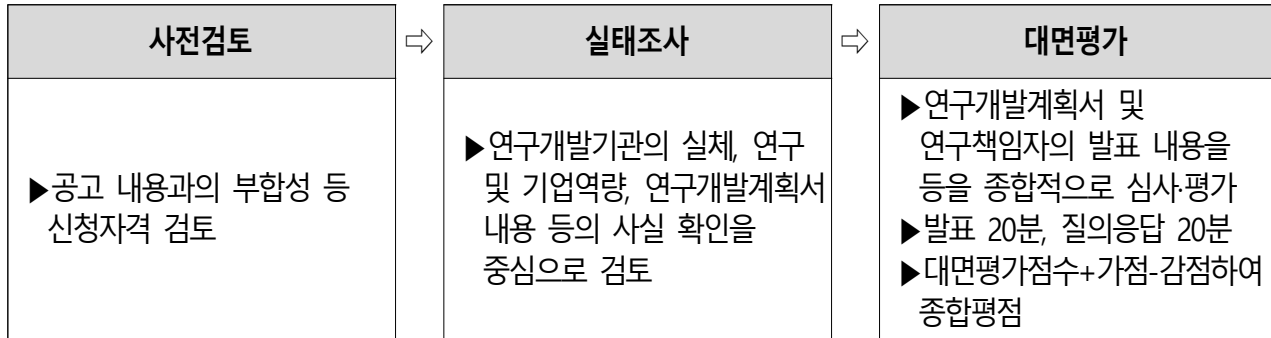 사전검토
⇨
실태조사
⇨
대면평가
▶공고 내용과의 부합성 등
신청자격 검토
▶연구개발기관의 실체, 연구
및 기업역량, 연구개발계획서
내용 등의 사실 확인을
중심으로 검토
▶연구개발계획서 및
연구책임자의 발표 내용을
등을 종합적으로 심사·평가
▶발표 20분, 질의응답 20분
▶대면평가점수+가점-감점하여
종합평점